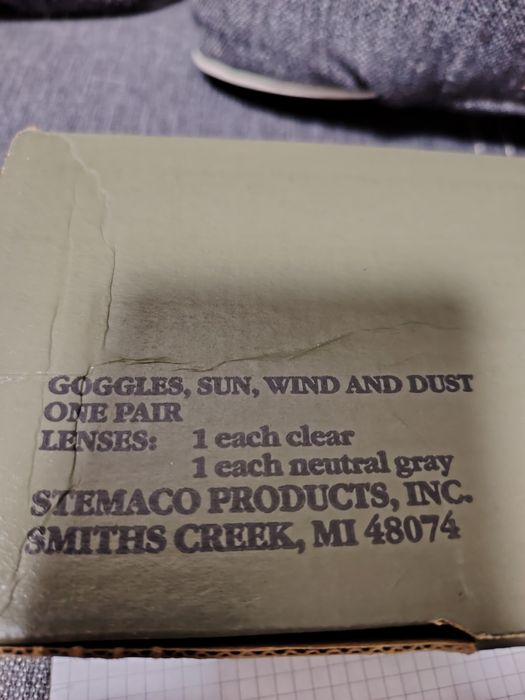 GOGGLES, SUN, WIND AND DUST
ONE PAIR
LENSES: 1 each clear
1 each neutral gray
STEMACO PRODUCTS, INC.
SMITHS CREEK, MI 48074